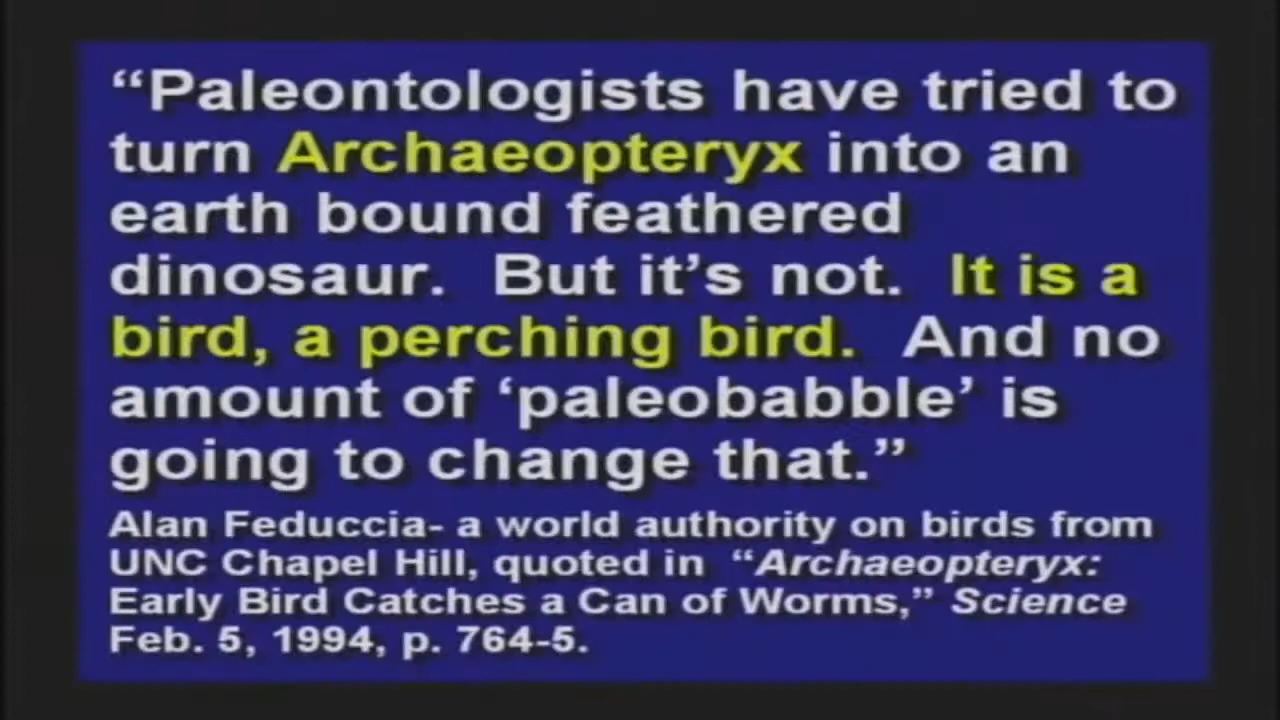 “Paleontologists have tried to
turn Archaeopteryx into an
earth bound feathered
dinosaur. But it’s not. It is a
bird, a perching bird. And no
amount of ‘paleobabble’ is
going to change that.”
Alan Feduccia- a world authority on birds from
UNC Chapel Hill, quoted in “Archaeopteryx:
Early Bird Catches a Can of Worms,” Science
Feb. 5, 1994, p. 764-5.